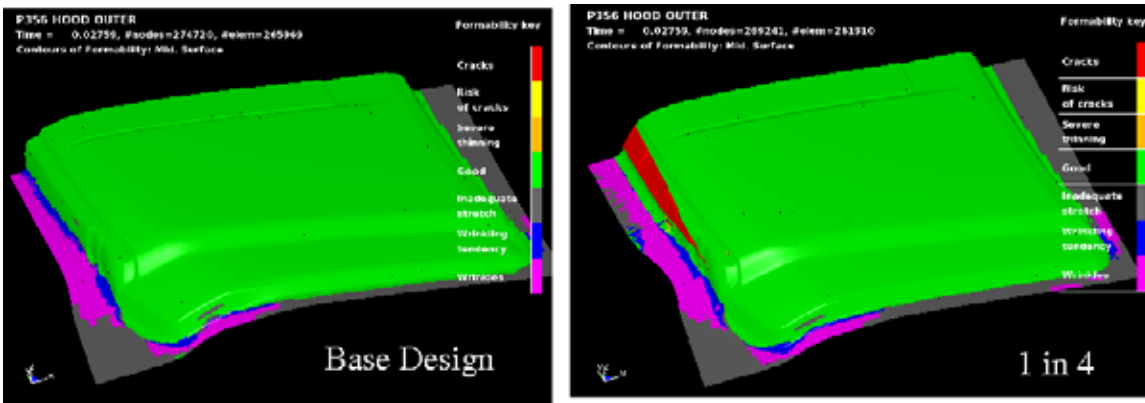 P356 HOOD OUTER
Time = 0.02759, #nodes=274720, #elem=265969
Contours of Formability: Mid. Surface
Formability key
Cracks
Risk
of cracks
Severe
thinning
Good
Inadequate
stretch
Wrinkling
tendency
Wrinkles
Base Design
P356 HOOD OUTER
Time = 0.02759, #nodes=269241, #elem=261910
Contours of Formability: Mid. Surface
Formability key
Cracks
Risk
of cracks
Severe
thinning
Good
Inadequate
stretch
Wrinkling
tendency
Wrinkles
1 in 4